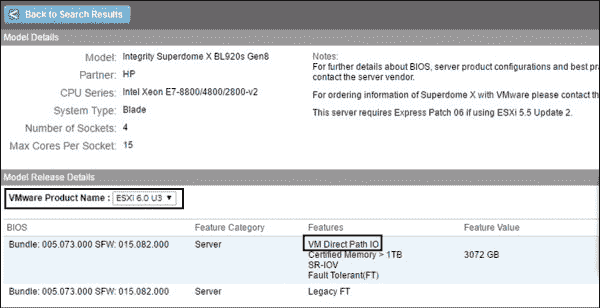 Back to Search Results
Model Details
Model: Integrity Superdome X BL920s Gen8
Partner: HP
CPU Series: Intel Xeon E7-8800/4800/2800-v2
System Type: Blade
Number of Sockets: 4
Max Cores Per Socket: 15
Notes:
For further details about BIOS, server product configurations and best pra
contact the server vendor.
For ordering information of Superdome X with VMware please contact th
This server requires Express Patch 06 if using ESXi 5.5 Update 2.
Model Release Details
VMware Product Name : ESXi 6.0 U3
BIOS Feature Category Features Feature Value
Bundle: 005.073.000 SFW: 015.082.000 Server VM Direct Path IO
Certified Memory > 1TB 3072 GB
SR-IOV
Fault Tolerant(FT)
Bundle: 005.073.000 SFW: 015.082.000 Server Legacy FT